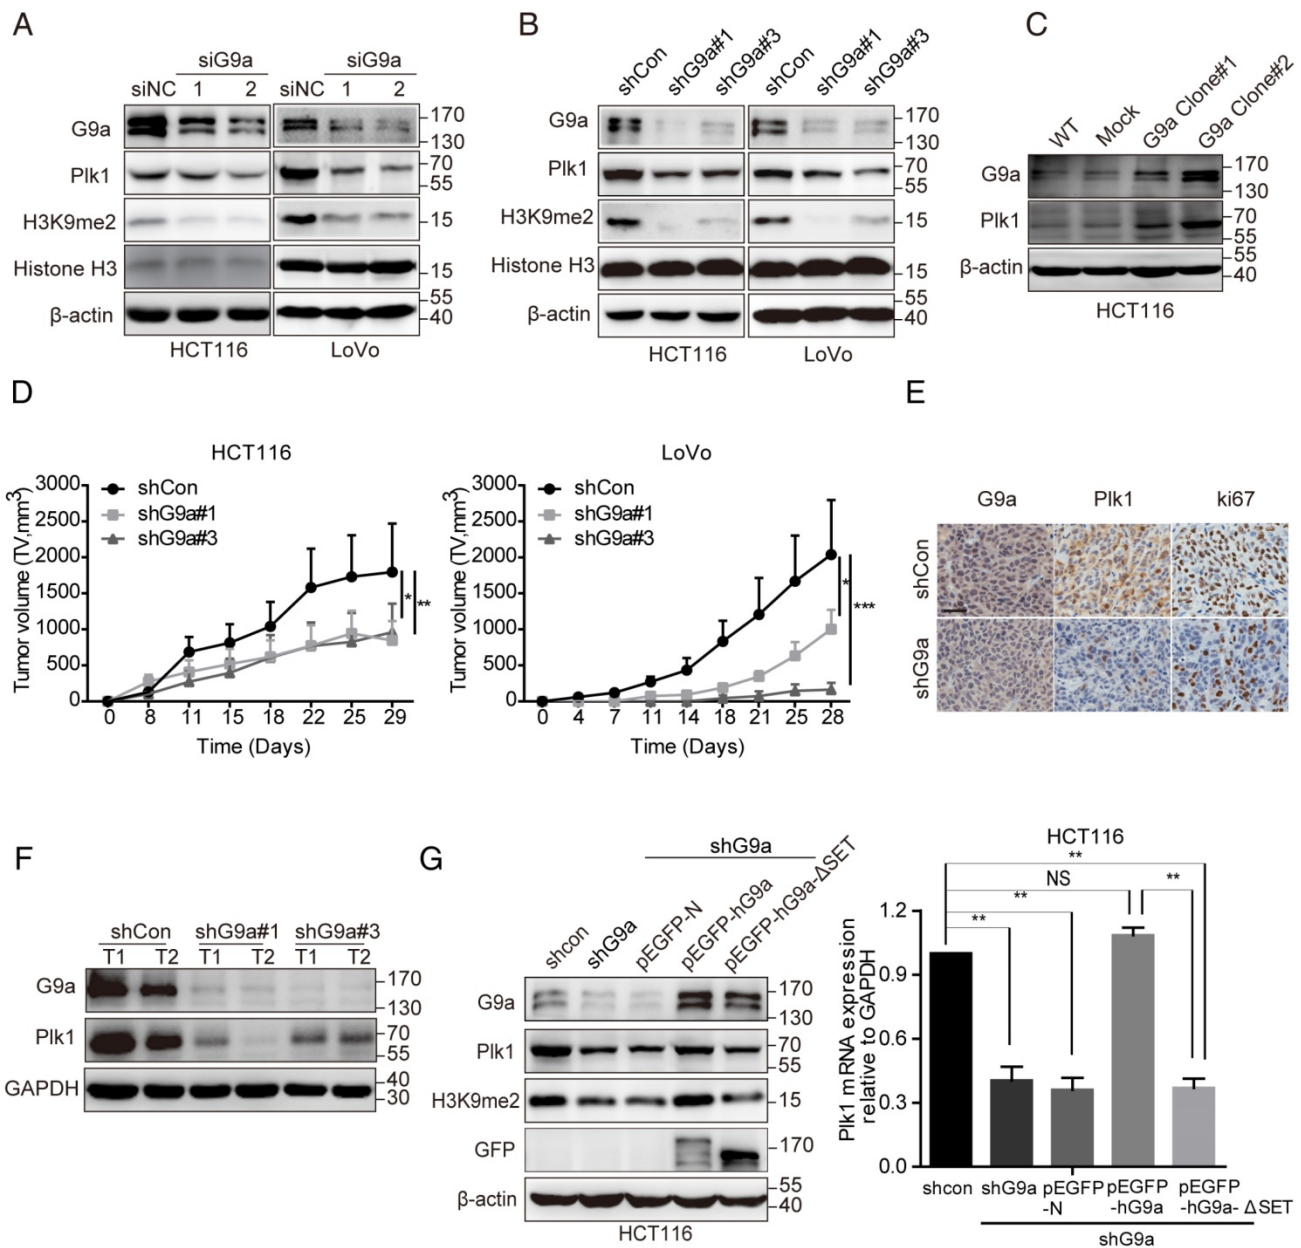 A
siG9a
siG9a
siNC 1 2 siNC 1 2
G9a
170
130
Plk1
70
55
H3K9me2
15
Histone H3
15
β-actin
55
40
HCT116 LoVo
B
shCon shG9a#1 shG9a#3 shCon shG9a#1 shG9a#3
G9a
170
130
Plk1
70
55
H3K9me2
15
Histone H3
15
β-actin
55
40
HCT116 LoVo
C
WT Mock G9a Clone#1 G9a Clone#2
G9a
170
130
Plk1
70
55
β-actin
55
40
HCT116
D
HCT116
Tumor volume (TV,mm3)
3000
2500
2000
1500
1000
500
0
shCon
shG9a#1
shG9a#3
*
**
0 8 11 15 18 22 25 29
Time (Days)
LoVo
Tumor volume (TV,mm3)
3000
2500
2000
1500
1000
500
0
shCon
shG9a#1
shG9a#3
*
***
0 4 7 11 14 18 21 25 28
Time (Days)
E
G9a Plk1 ki67
shCon
shG9a
F
shCon shG9a#1 shG9a#3
T1 T2 T1 T2 T1 T2
G9a
170
130
Plk1
70
55
GAPDH
40
30
G
shG9a
shcon shG9a pEGFP-N pEGFP-hG9a pEGFP-hG9a-ΔSET
G9a
170
130
Plk1
70
55
H3K9me2
15
GFP
170
β-actin
55
40
HCT116
HCT116
**
NS
**
**
**
Plk1 mRNA expression
relative to GAPDH
1.2
0.9
0.6
0.3
0.0
shcon shG9a pEGFP pEGFP pEGFP
-N -hG9a -hG9a- ΔSET
shG9a